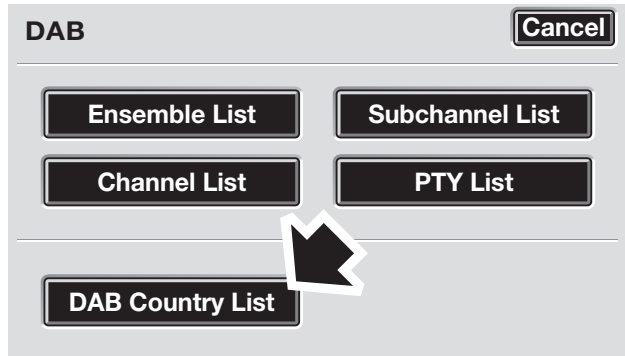 DAB
Cancel
Ensemble List
Subchannel List
Channel List
PTY List
DAB Country List